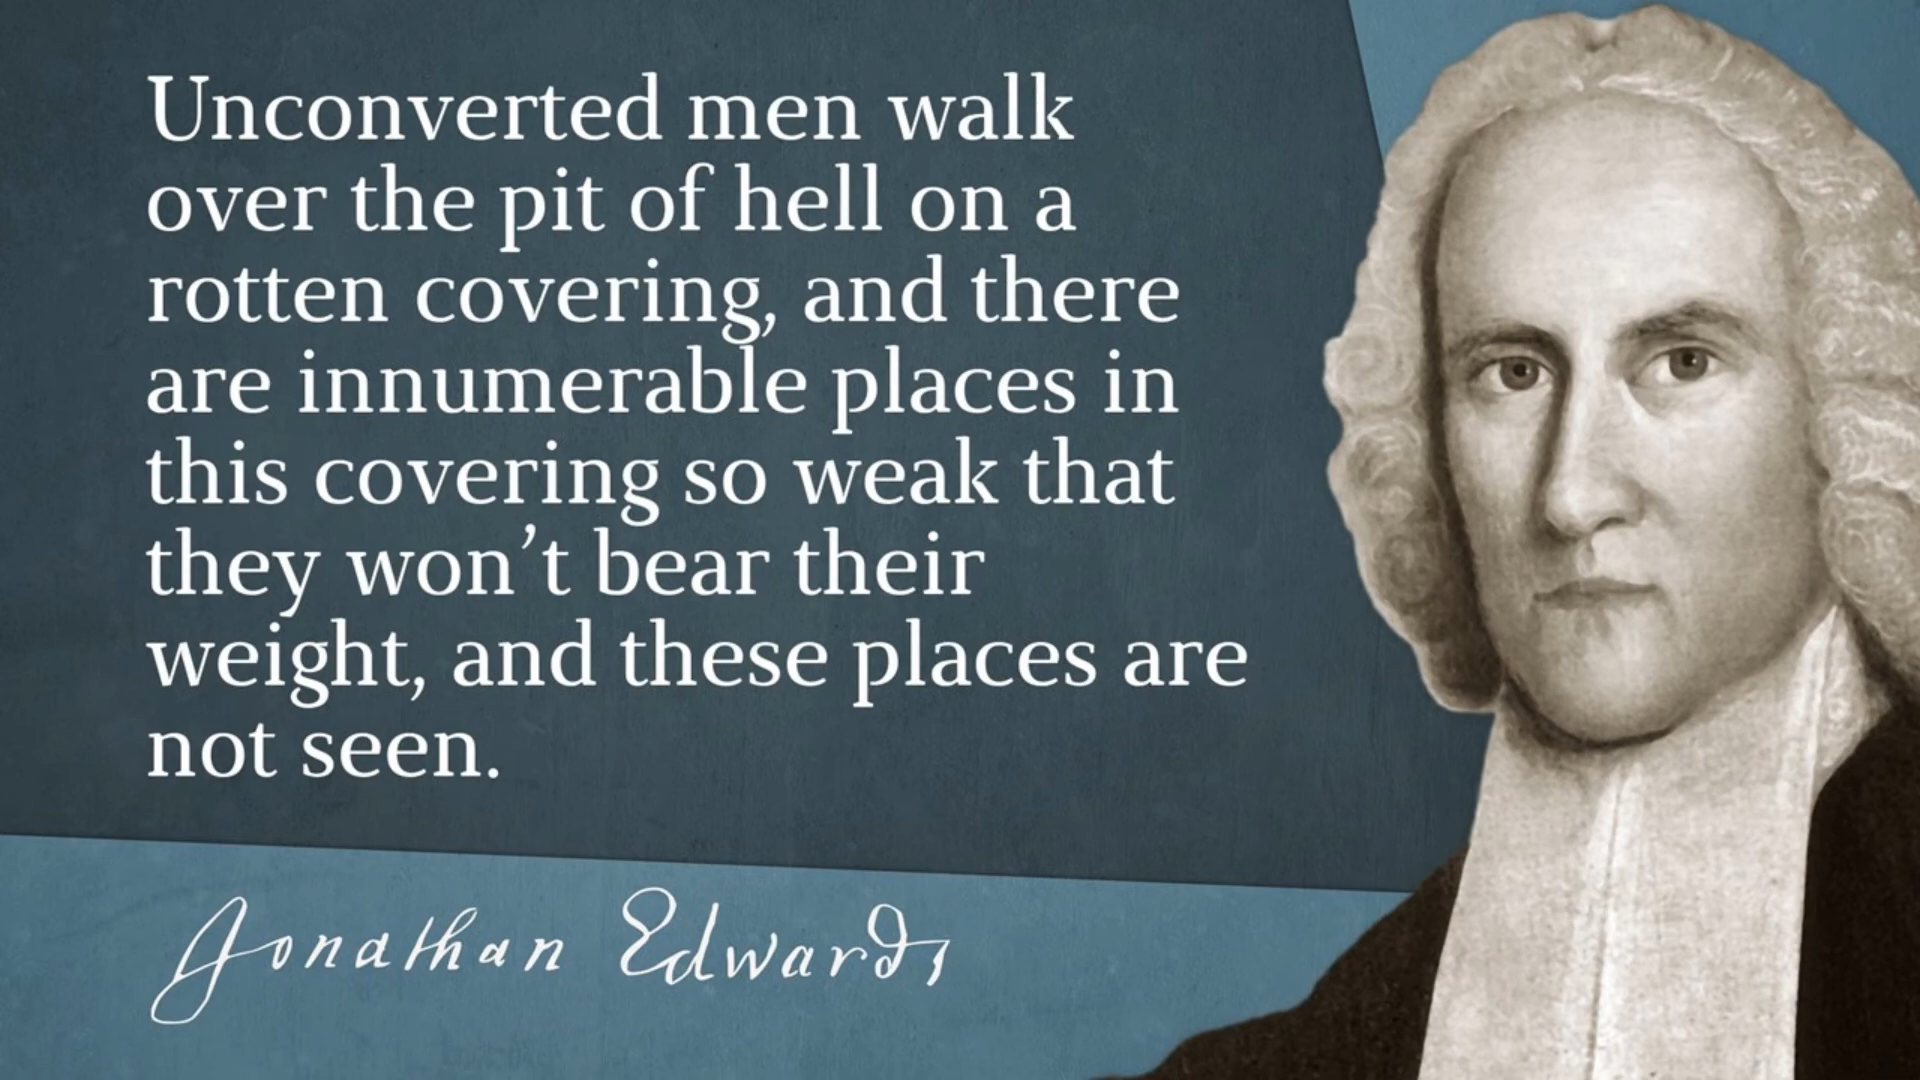 Unconverted men walk
over the pit of hell on a
rotten covering, and there
are innumerable places in
this covering so weak that
they won’t bear their
weight, and these places are
not seen.
Jonathan Edwards